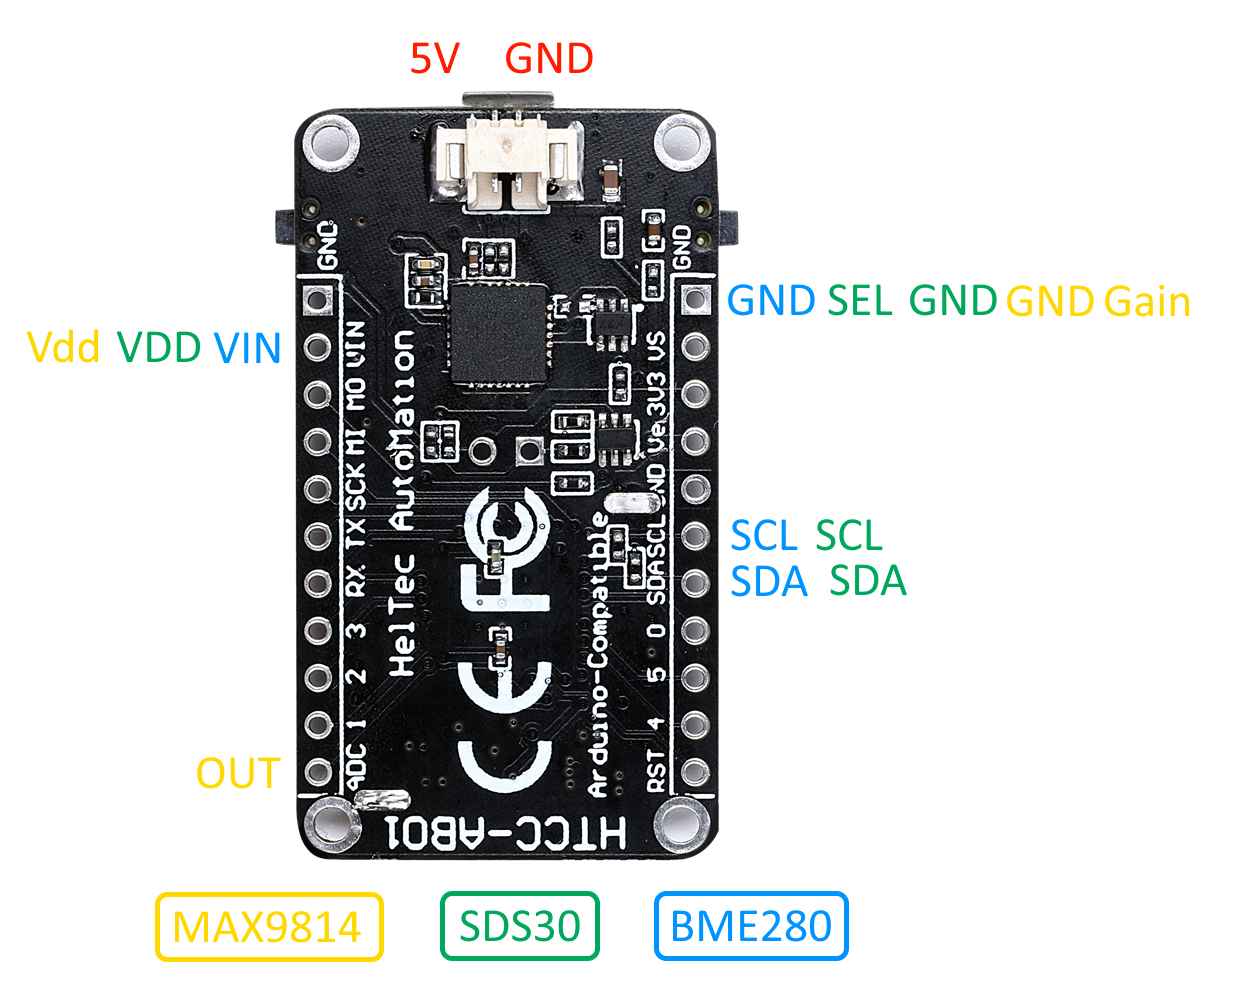 5V GND
GND
GND
GND SEL GND GND Gain
Vdd VDD VIN
VIN
VS
MO
3V3
MI
Ve
SCK
GND
TX
SCL
SCL SCL
RX
SDA
SDA SDA
3
0
2
5
1
4
OUT
ADC
RST
HelTec AutoMation
Arduino-Compatible
FC
CE
HTCC-AB01
MAX9814
SDS30
BME280